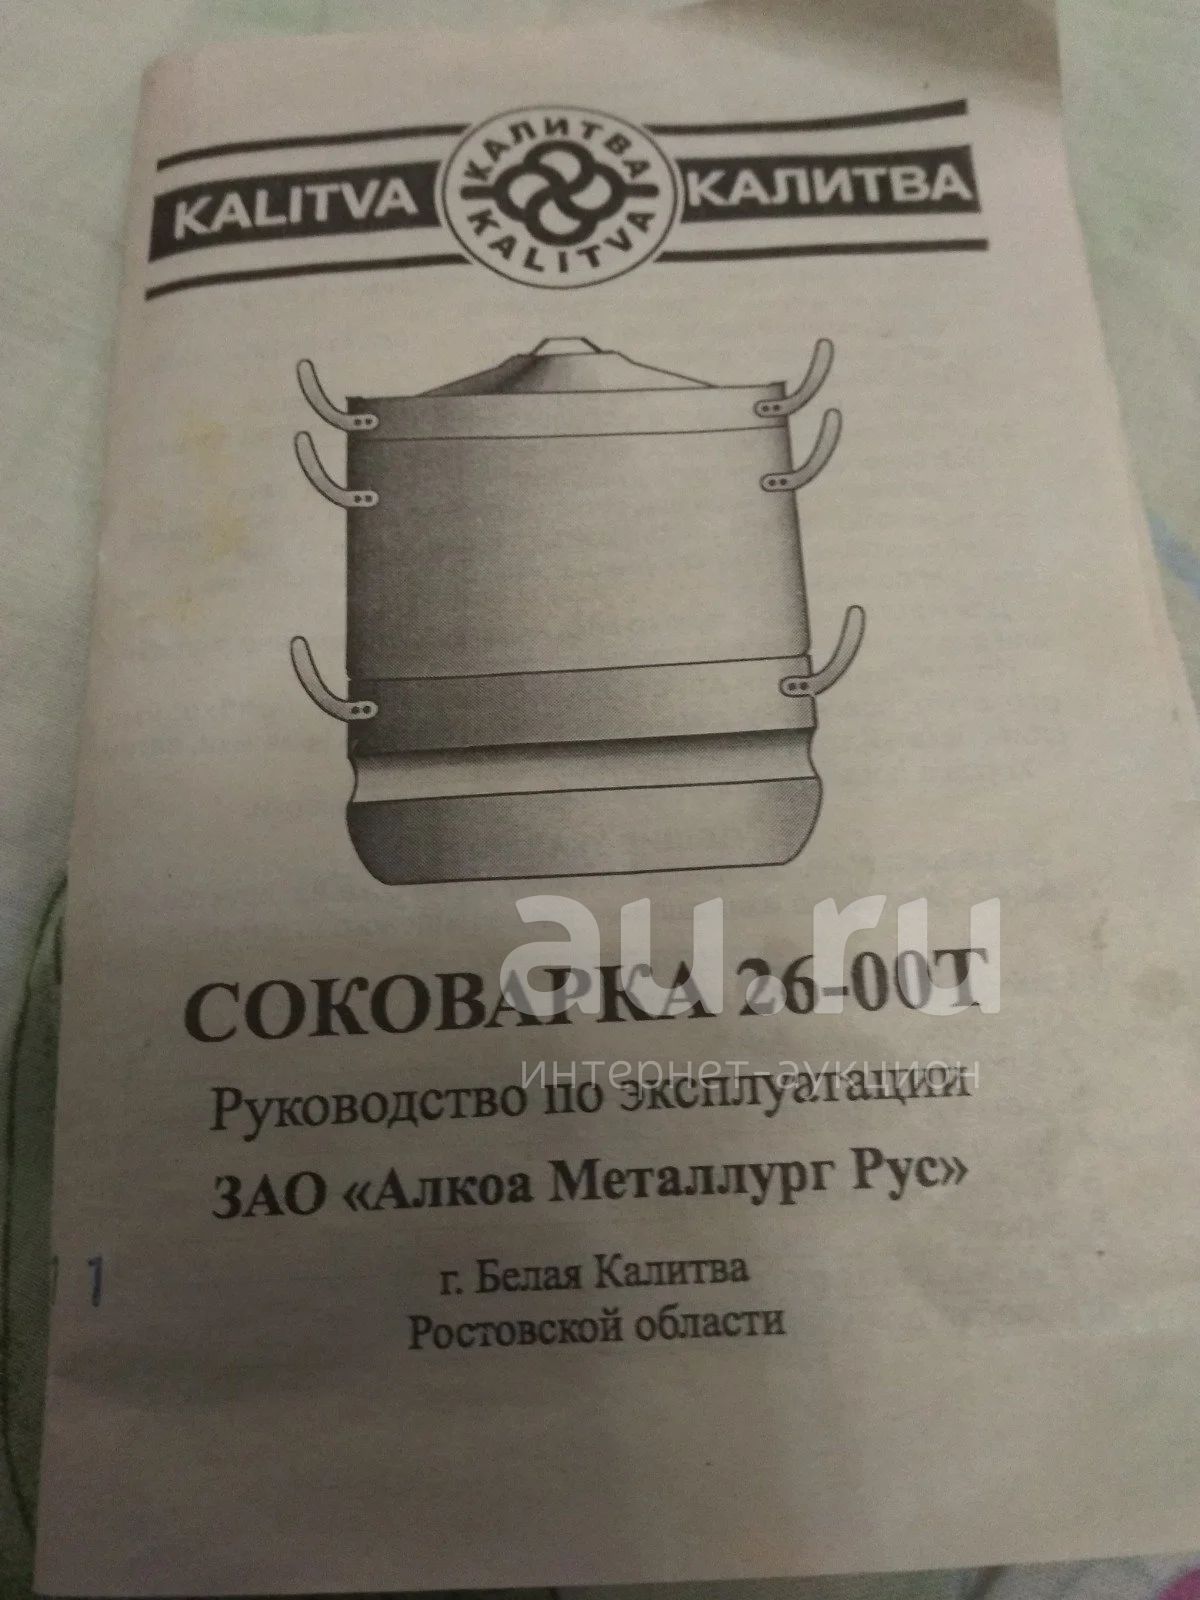 KALITVA КАЛИТВА KALITVA КАЛИТВА
au.ru
СОКОВАРКА 26-00Т
интернет-аукцион
Руководство по эксплуатации
ЗАО «Алкоа Металлург Рус»
1
г. Белая Калитва
Ростовской области